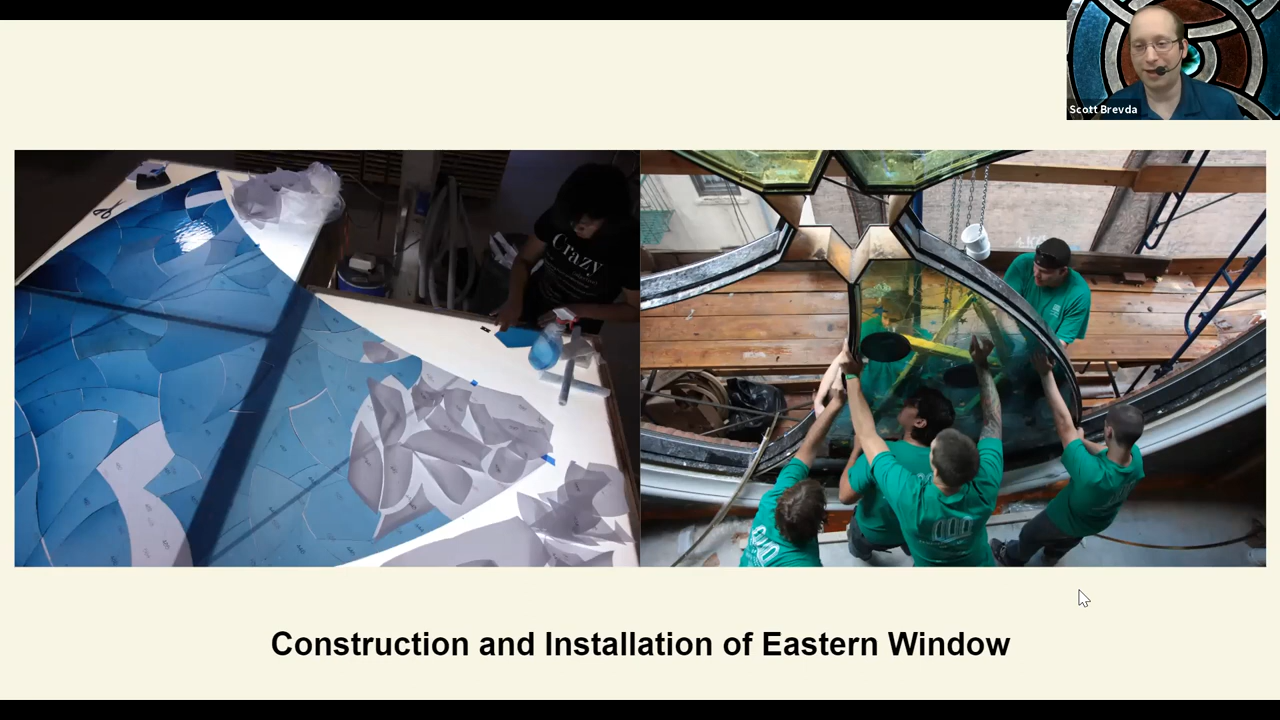 Scott Brevda
Crazy
Construction and Installation of Eastern Window